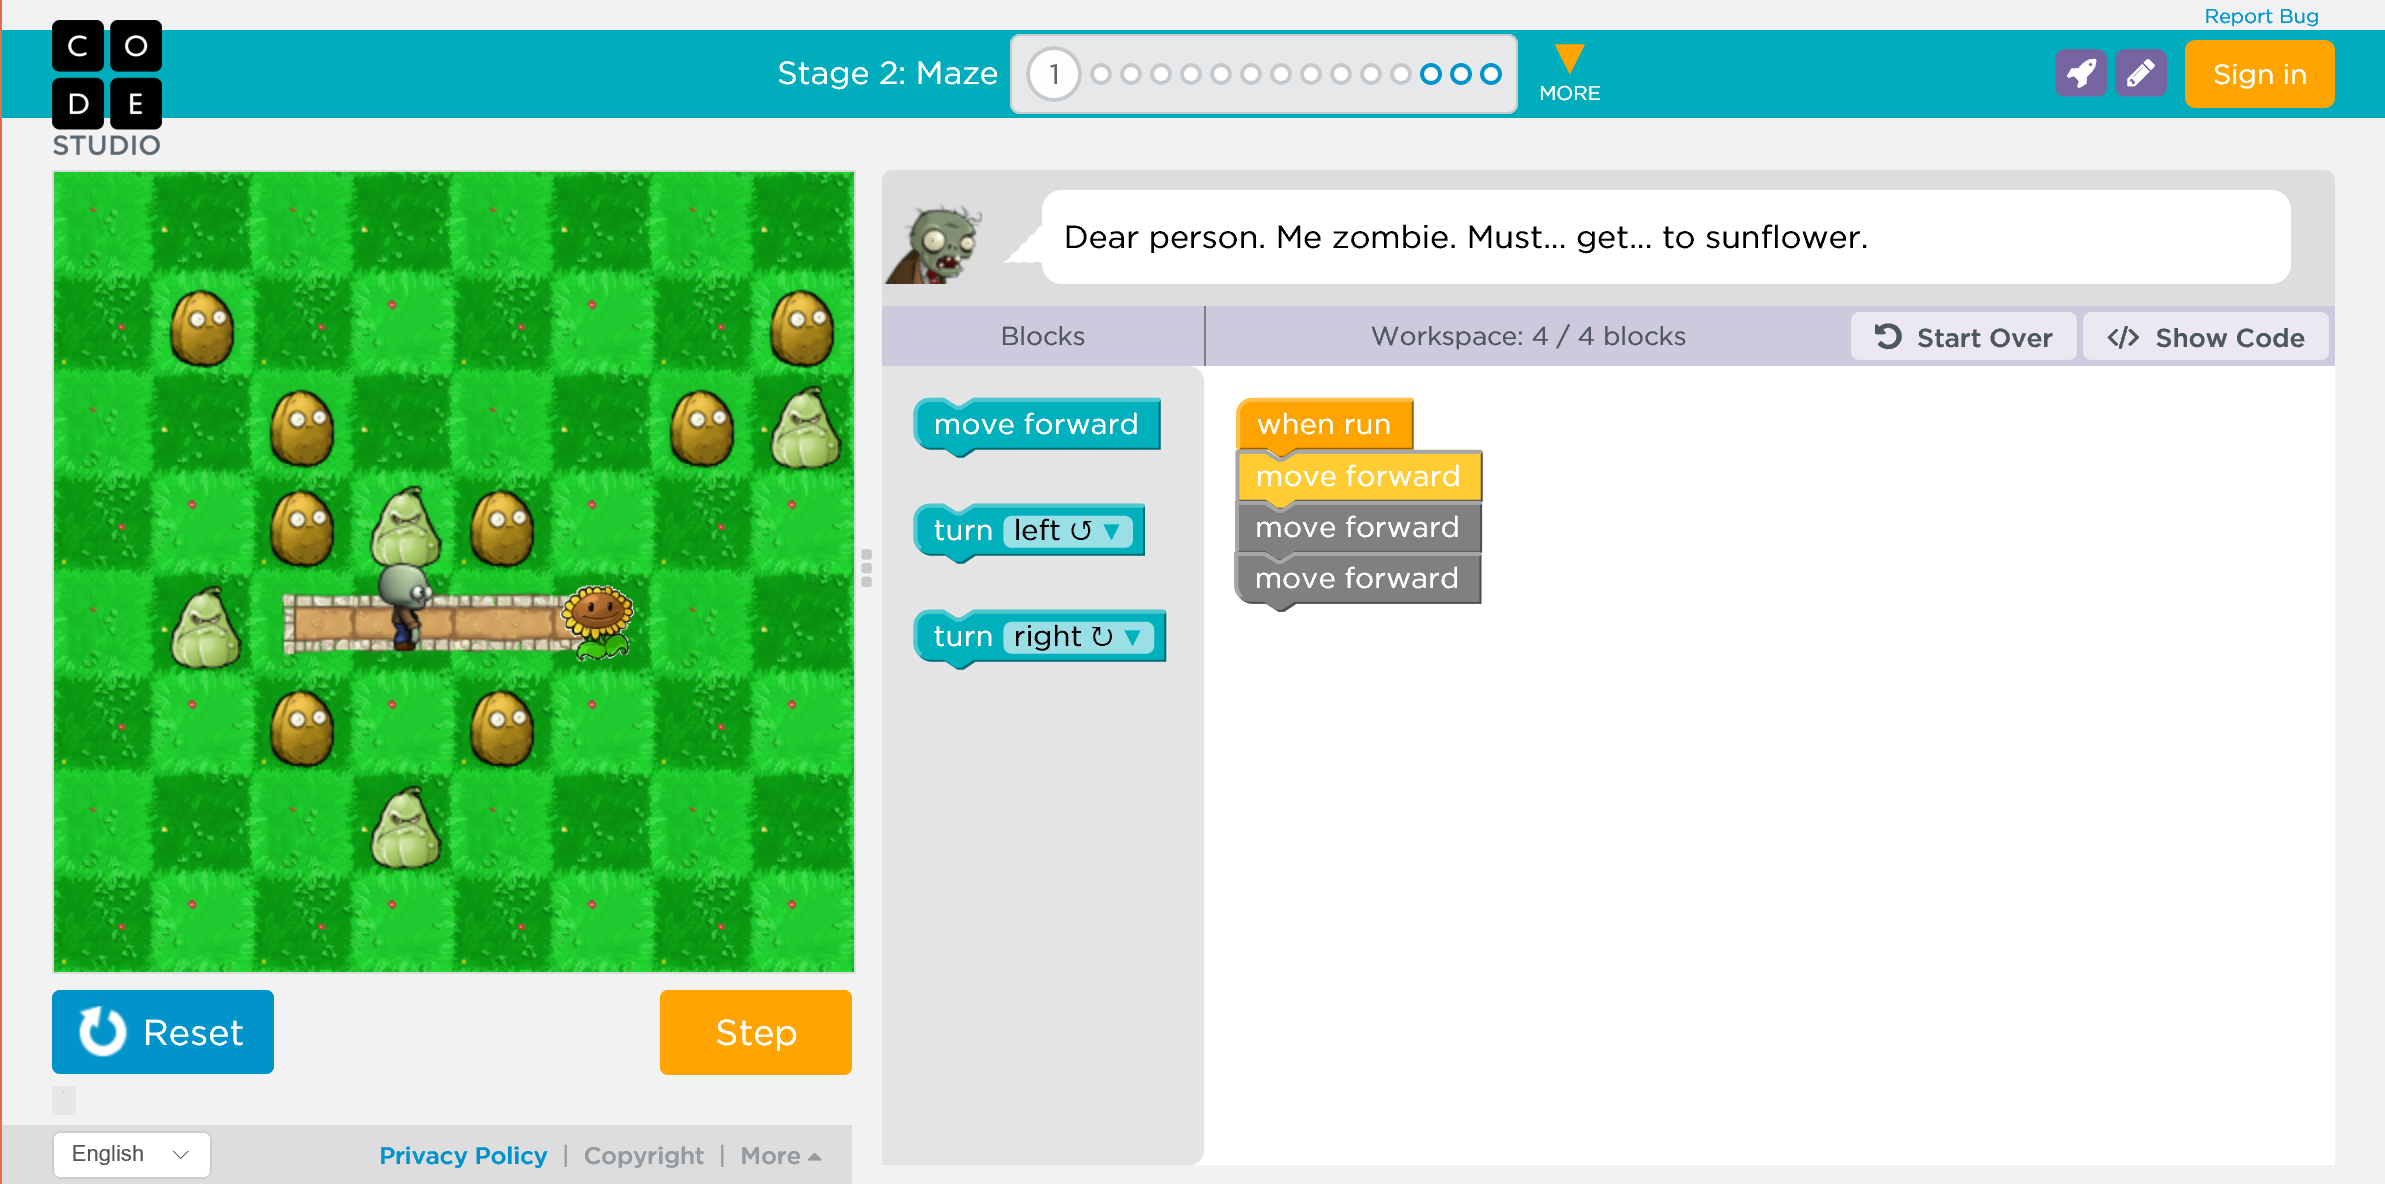 Report Bug
C O
D E
STUDIO
Stage 2: Maze
1
MORE
Sign in
Dear person. Me zombie. Must... get... to sunflower.
Blocks
Workspace: 4 / 4 blocks
Start Over
</> Show Code
move forward
turn left ↺ ▼
turn right ↻ ▼
when run
move forward
move forward
move forward
Reset
Step
English
Privacy Policy | Copyright | More